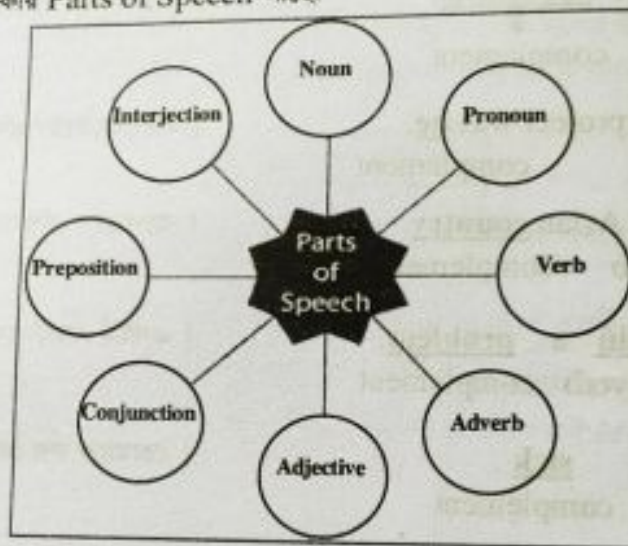 Parts of Speech
Noun
Interjection
Pronoun
Preposition
Parts
of
Speech
Verb
Conjunction
Adverb
Adjective